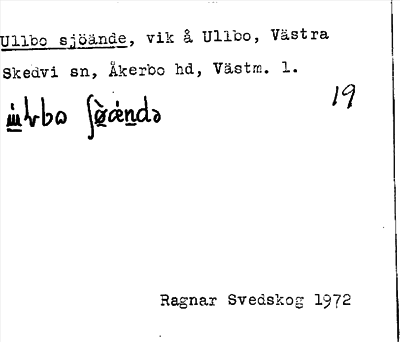 Ullbo sjöände, vik å Ullbo, Västra
Skedvi sn, Åkerbo hd, Västm. l.
19
Ragnar Svedskog 1972